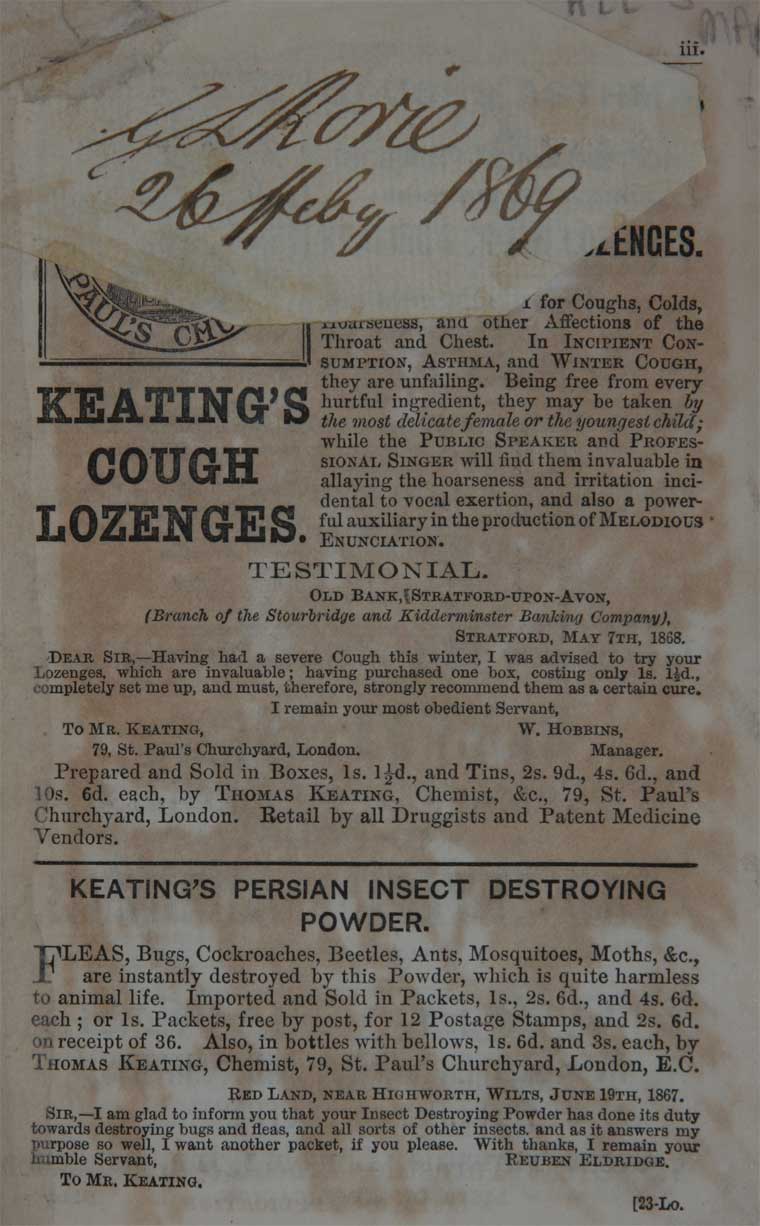 iii.
26 Feby 1869
LENGES.
PAUL'S
for Coughs, Colds,
Hoarseness, and other Affections of the
Throat and Chest. In INCIPIENT CON-
SUMPTION, ASTHMA, and WINTER COUGH,
they are unfailing. Being free from every
hurtful ingredient, they may be taken by
the most delicate female or the youngest child;
while the PUBLIC SPEAKER and PROFES-
SIONAL SINGER will find them invaluable in
allaying the hoarseness and irritation inci-
dental to vocal exertion, and also a power-
ful auxiliary in the production of MELODIOUS
ENUNCIATION.
KEATING'S
COUGH
LOZENGES.
TESTIMONIAL.
OLD BANK, STRATFORD-UPON-AVON,
(Branch of the Stourbridge and Kidderminster Banking Company),
STRATFORD, MAY 7TH, 1868.
DEAR SIR,—Having had a severe Cough this winter, I was advised to try your
Lozenges, which are invaluable; having purchased one box, costing only 1s. 1½d.,
completely set me up, and must, therefore, strongly recommend them as a certain cure.
I remain your most obedient Servant,
TO MR. KEATING, W. HOBBINS,
79, St. Paul's Churchyard, London. Manager.
Prepared and Sold in Boxes, 1s. 1½d., and Tins, 2s. 9d., 4s. 6d., and
10s. 6d. each, by THOMAS KEATING, Chemist, &c., 79, St. Paul's
Churchyard, London. Retail by all Druggists and Patent Medicine
Vendors.
KEATING'S PERSIAN INSECT DESTROYING
POWDER.
FLEAS, Bugs, Cockroaches, Beetles, Ants, Mosquitoes, Moths, &c.,
are instantly destroyed by this Powder, which is quite harmless
to animal life. Imported and Sold in Packets, 1s., 2s. 6d., and 4s. 6d.
each; or 1s. Packets, free by post, for 12 Postage Stamps, and 2s. 6d.
on receipt of 36. Also, in bottles with bellows, 1s. 6d. and 3s. each, by
THOMAS KEATING, Chemist, 79, St. Paul's Churchyard, London, E.C.
RED LAND, NEAR HIGHWORTH, WILTS, JUNE 19TH, 1867.
SIR,—I am glad to inform you that your Insect Destroying Powder has done its duty
towards destroying bugs and fleas, and all sorts of other insects. and as it answers my
purpose so well, I want another packet, if you please. With thanks, I remain your
humble Servant, REUBEN ELDRIDGE.
TO MR. KEATING.
[23-Lo.